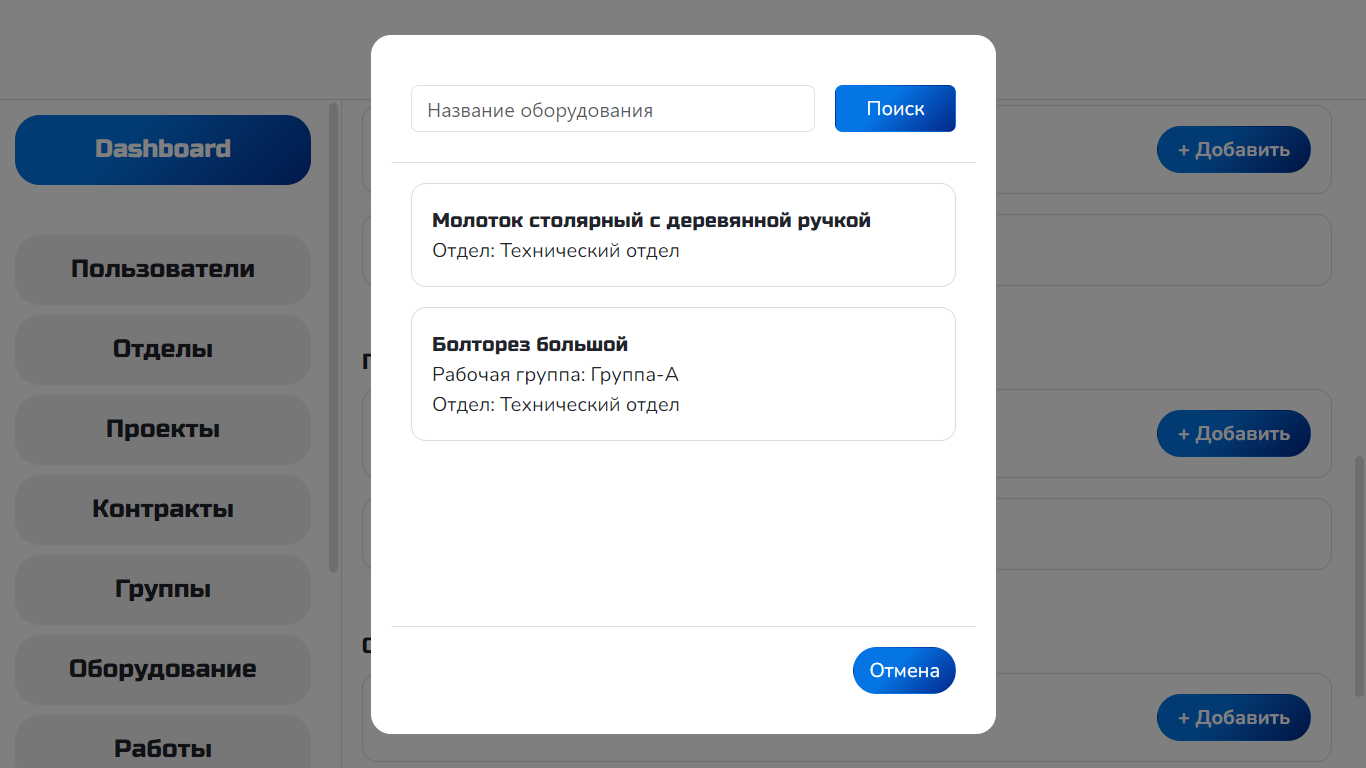 Dashboard
Пользователи
Отделы
Проекты
Контракты
Группы
Оборудование
Работы
Название оборудования
Поиск
Молоток столярный с деревянной ручкой
Отдел: Технический отдел
Болторез большой
Рабочая группа: Группа-А
Отдел: Технический отдел
Отмена
+ Добавить
+ Добавить
+ Добавить